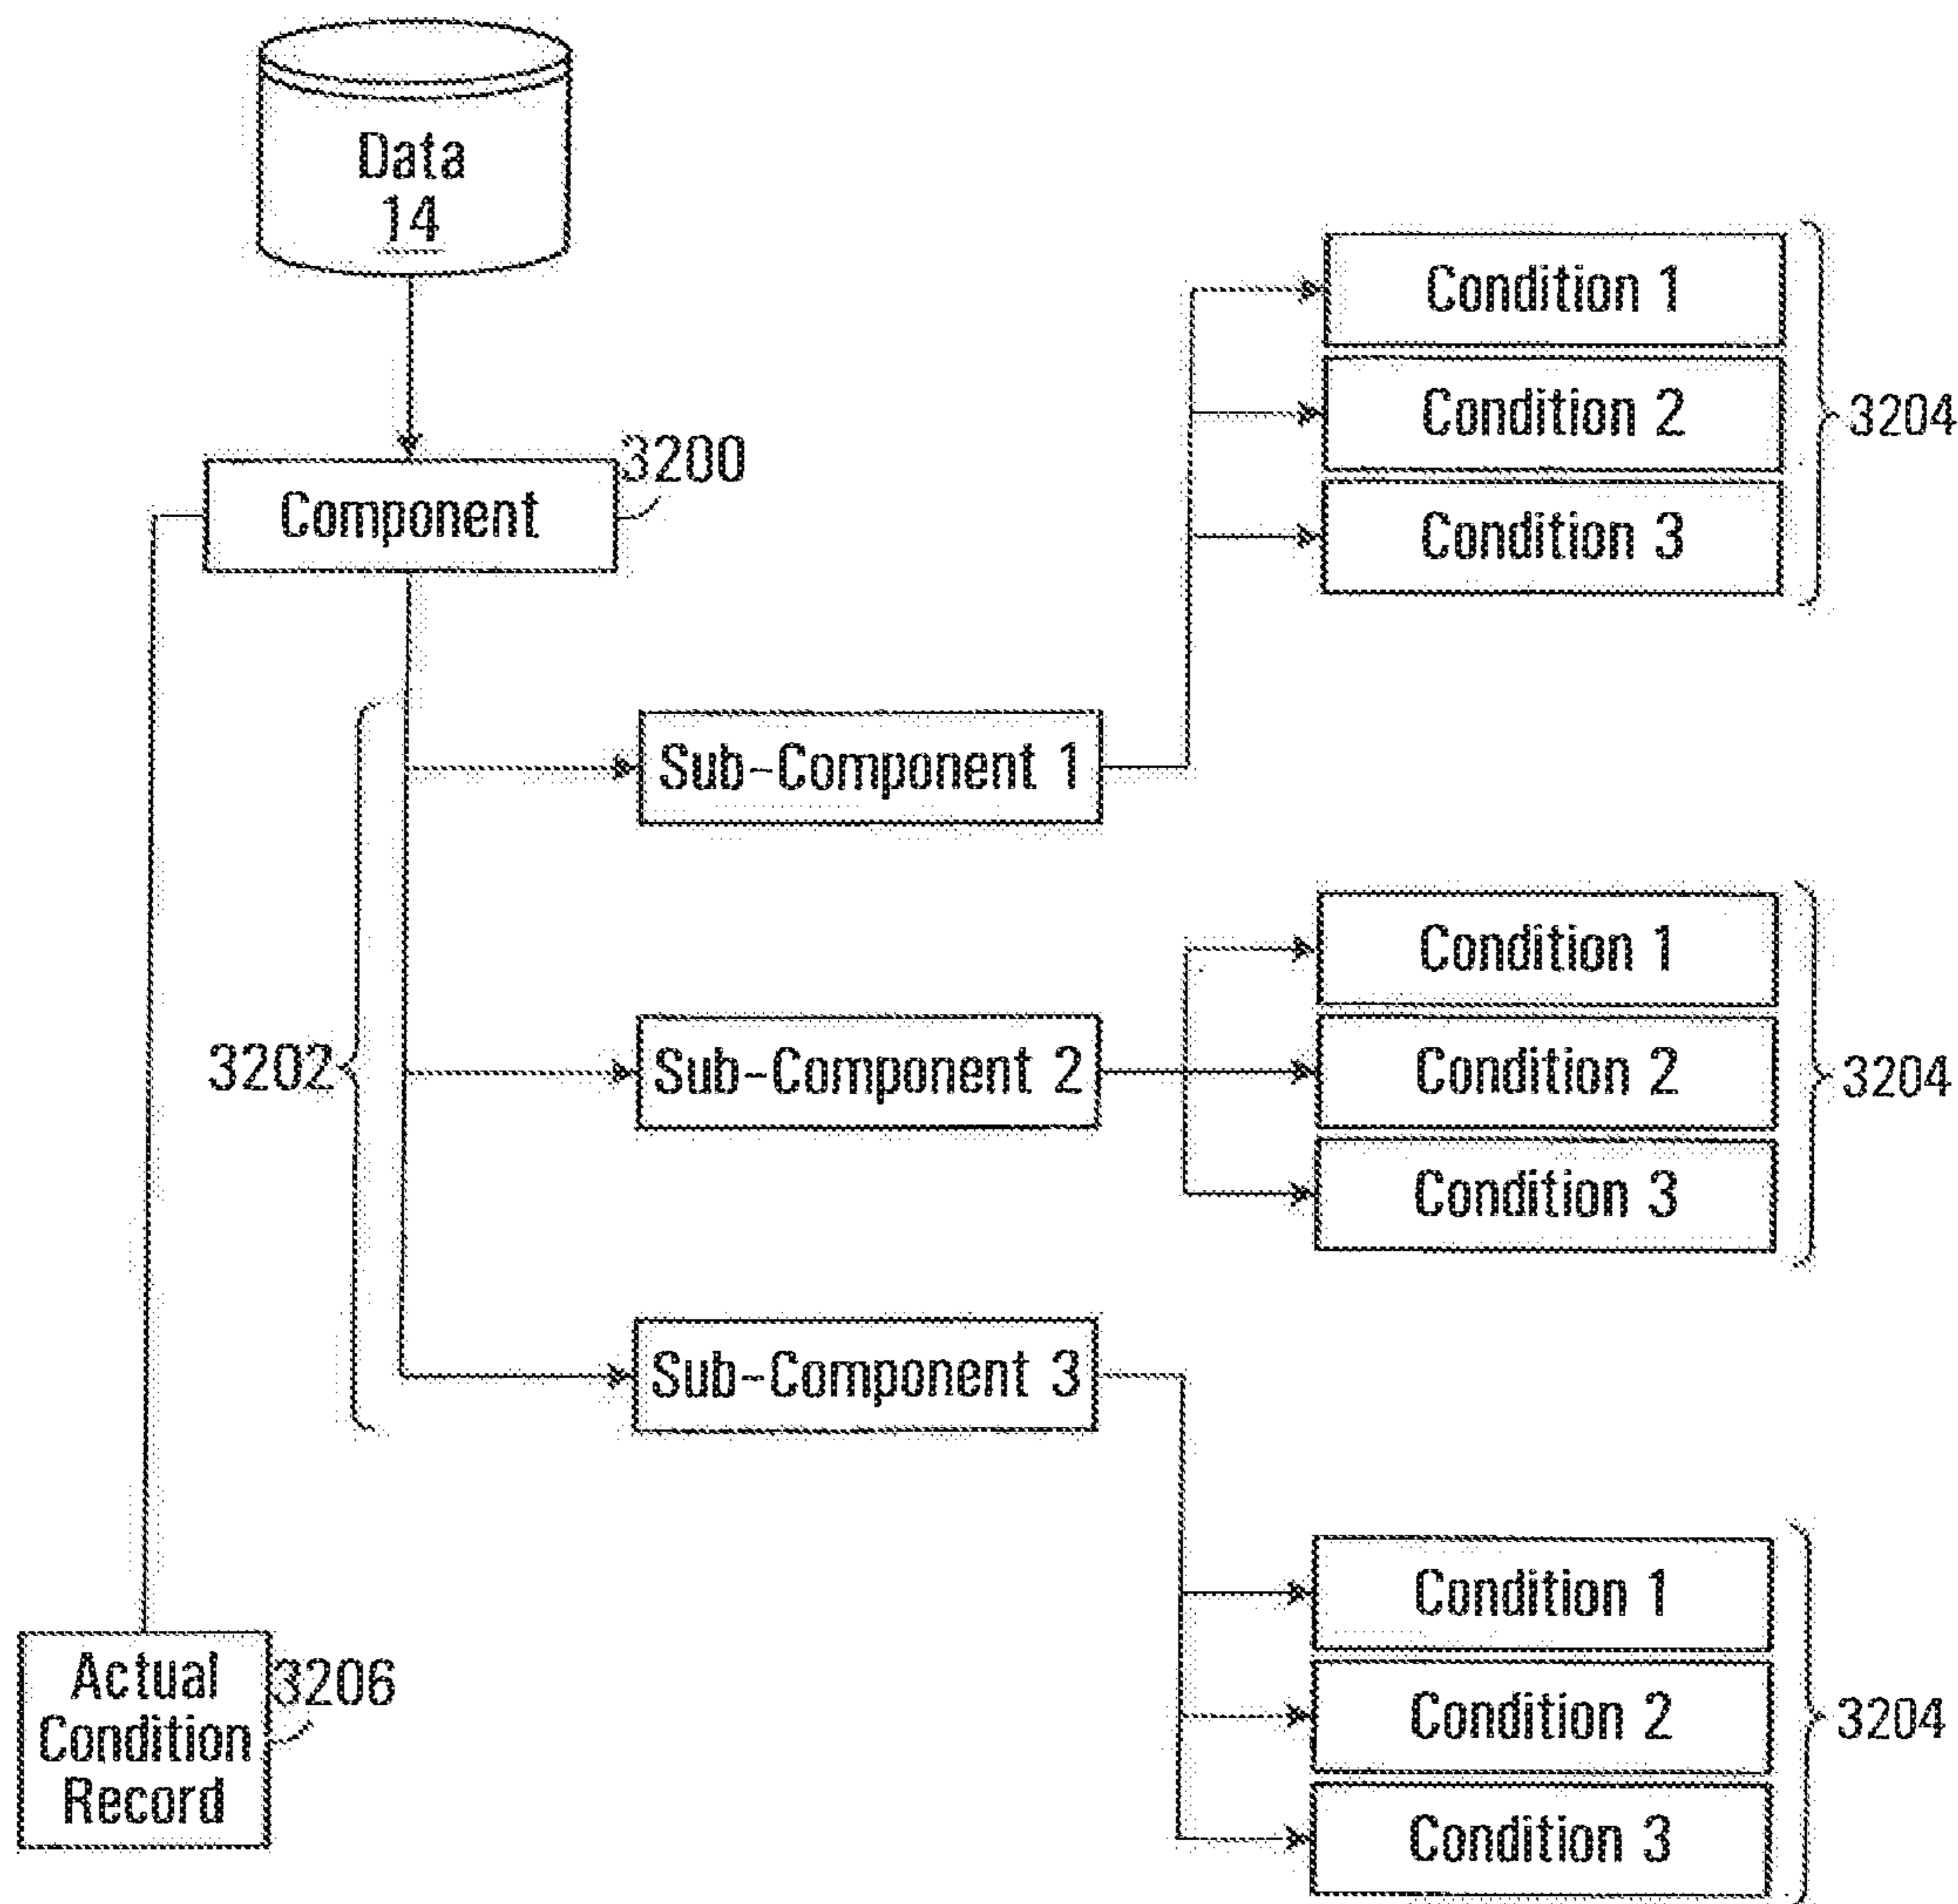 Data
14
3200
Component
Condition 1
Condition 2
Condition 3
3204
Sub-Component 1
3202
Sub-Component 2
Condition 1
Condition 2
Condition 3
3204
Sub-Component 3
Condition 1
Condition 2
Condition 3
3204
Actual
Condition
Record
3206